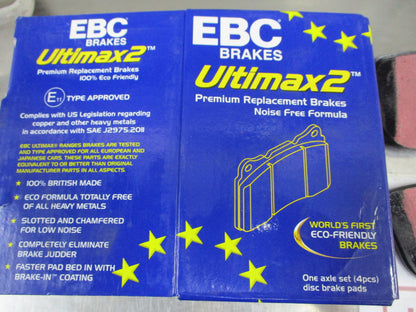 EBC
BRAKES
Ultimax2™
Premium Replacement Brakes
100% Eco Friendly
E11 TYPE APPROVED
Complies with US Legislation regarding
copper and other heavy metals
in accordance with SAE J2975:2011
EBC ULTIMAX2 RANGES BRAKES ARE TESTED
AND TYPE APPROVED FOR ALL EUROPEAN AND
JAPANESE CARS. THESE PARTS ARE EXACTLY
EQUIVALENT TO OR BETTER THAN ORIGINAL
MANUFACTURER PARTS IN ALL ASPECTS.
100% BRITISH MADE
ECO FORMULA TOTALLY FREE
OF ALL HEAVY METALS
SLOTTED AND CHAMFERED
FOR LOW NOISE
COMPLETELY ELIMINATE
BRAKE JUDDER
FASTER PAD BED IN WITH
BRAKE-IN™ COATING
EBC
BRAKES
Ultimax2™
Premium Replacement Brakes
Noise Free Formula
WORLD'S FIRST
ECO-FRIENDLY
BRAKES
One axle set (4pcs)
disc brake pads